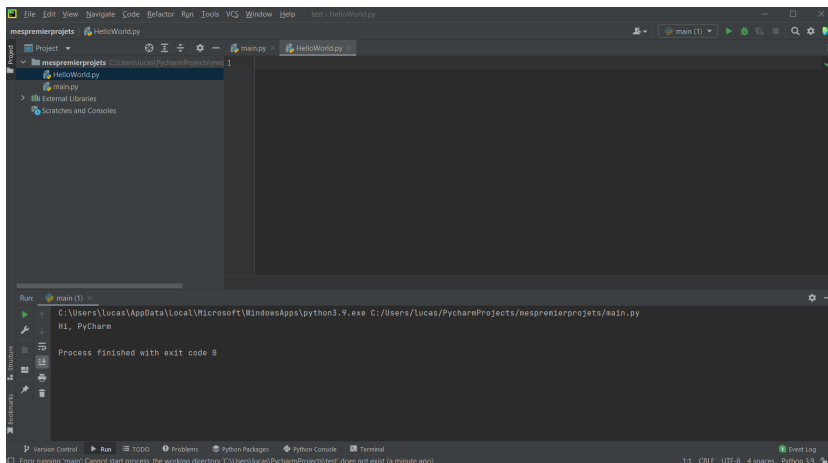 File Edit View Navigate Code Refactor Run Tools VCS Window Help test - HelloWorld.py
mespremierprojets HelloWorld.py main (1)
Project main.py HelloWorld.py
Project
mespremierprojets C:\Users\lucas\PycharmProjects\mes 1
HelloWorld.py
main.py
External Libraries
Scratches and Consoles
Run: main (1)
C:\Users\lucas\AppData\Local\Microsoft\WindowsApps\python3.9.exe C:/Users/lucas/PycharmProjects/mespremierprojets/main.py
Hi, PyCharm
Process finished with exit code 0
Structure
Bookmarks
Version Control Run TODO Problems Python Packages Python Console Terminal 1 Event Log
Error running 'main': Cannot start process, the working directory 'C:\Users\lucas\PycharmProjects\test' does not exist (a minute ago) 1:1 CRLF UTF-8 4 spaces Python 3.9